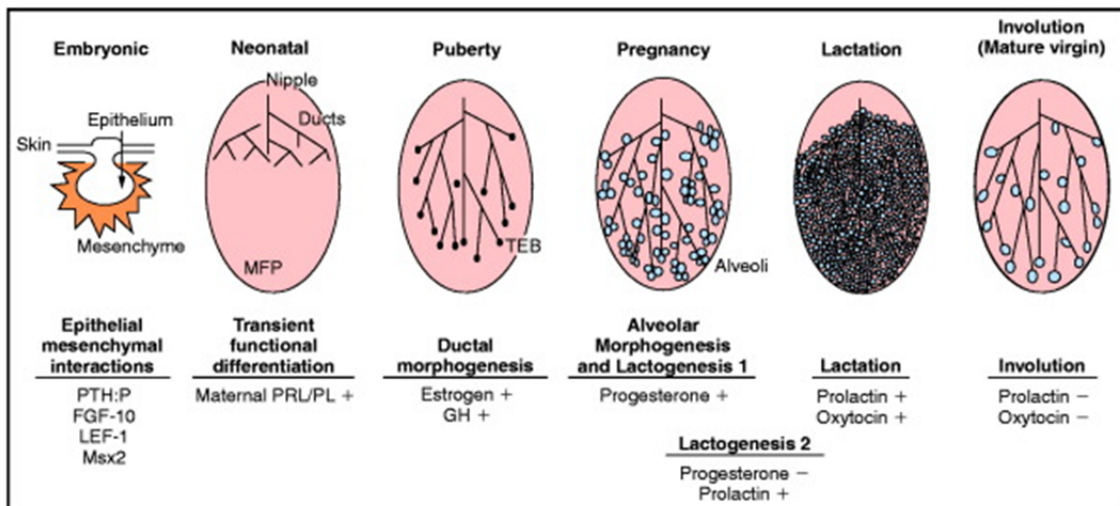 Embryonic
Neonatal
Puberty
Pregnancy
Lactation
Involution
(Mature virgin)
Skin
Epithelium
Mesenchyme
Nipple
Ducts
MFP
TEB
Alveoli
Epithelial
mesenchymal
interactions
PTH:P
FGF-10
LEF-1
Msx2
Transient
functional
differentiation
Maternal PRL/PL +
Ductal
morphogenesis
Estrogen +
GH +
Alveolar
Morphogenesis
and Lactogenesis 1
Progesterone +
Lactogenesis 2
Progesterone −
Prolactin +
Lactation
Prolactin +
Oxytocin +
Involution
Prolactin −
Oxytocin −